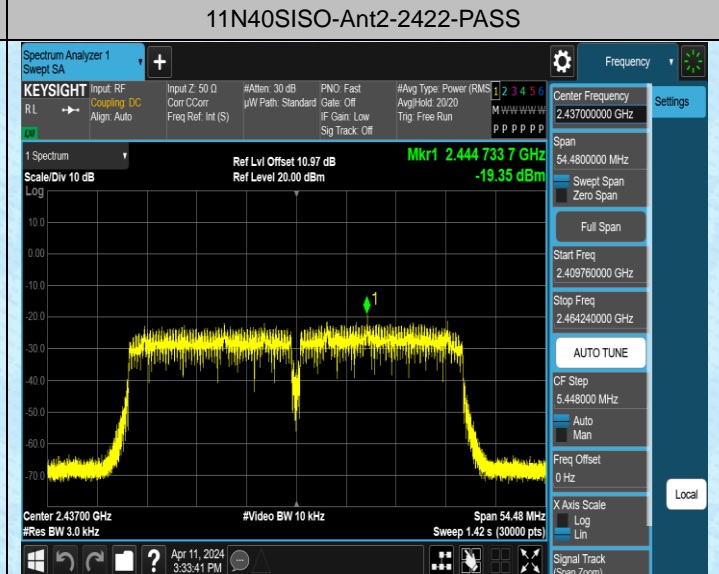 11N40SISO-Ant2-2422-PASS
Spectrum Analyzer 1
Swept SA
+
Frequency
KEYSIGHT
R L
Input: RF
Coupling: DC
Align: Auto
Input Z: 50 Ω
Corr CCorr
Freq Ref: Int (S)
#Atten: 30 dB
µW Path: Standard
PNO: Fast
Gate: Off
IF Gain: Low
Sig Track: Off
#Avg Type: Power (RMS
Avg|Hold: 20/20
Trig: Free Run
1 2 3 4 5 6
M W W W W W
P P P P P P
Center Frequency
2.437000000 GHz
Settings
Span
54.4800000 MHz
Swept Span
Zero Span
Full Span
Start Freq
2.409760000 GHz
Stop Freq
2.464240000 GHz
AUTO TUNE
CF Step
5.448000 MHz
Auto
Man
Freq Offset
0 Hz
X Axis Scale
Log
Lin
Signal Track
(Span Zoom)
Local
1 Spectrum
Scale/Div 10 dB
Log
Ref Lvl Offset 10.97 dB
Ref Level 20.00 dBm
Mkr1 2.444 733 7 GHz
-19.35 dBm
10.0
0.00
-10.0
-20.0
-30.0
-40.0
-50.0
-60.0
-70.0
1
Center 2.43700 GHz
#Res BW 3.0 kHz
#Video BW 10 kHz
Span 54.48 MHz
Sweep 1.42 s (30000 pts)
?
Apr 11, 2024
3:33:41 PM